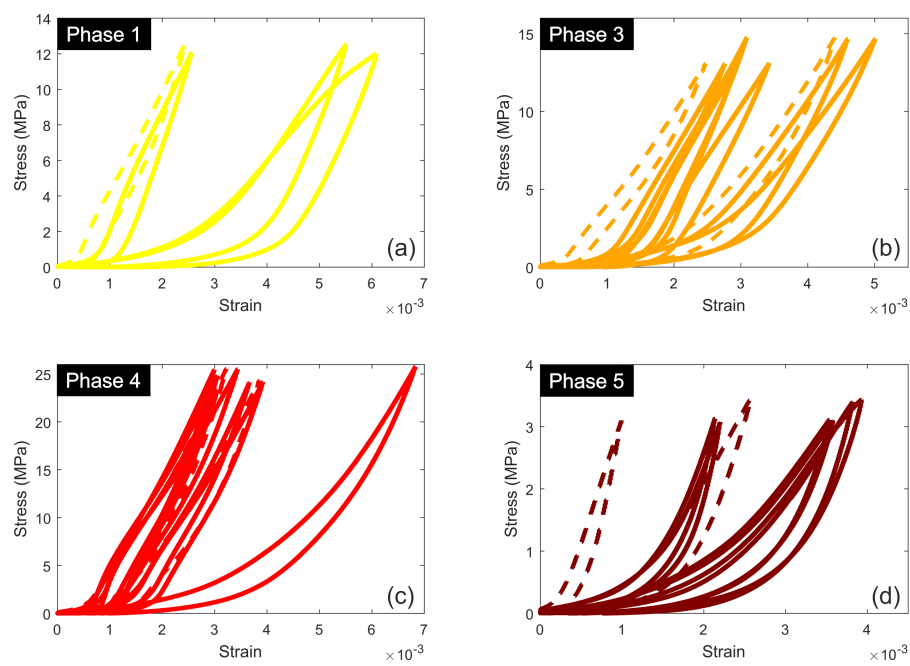 Phase 1
14
12
10
8
6
4
2
0
Stress (MPa)
(a)
0 1 2 3 4 5 6 7
Strain
×10⁻³
Phase 3
15
10
5
0
Stress (MPa)
(b)
0 1 2 3 4 5
Strain
×10⁻³
Phase 4
25
20
15
10
5
0
Stress (MPa)
(c)
0 1 2 3 4 5 6 7
Strain
×10⁻³
Phase 5
4
3
2
1
0
Stress (MPa)
(d)
0 1 2 3 4
Strain
×10⁻³